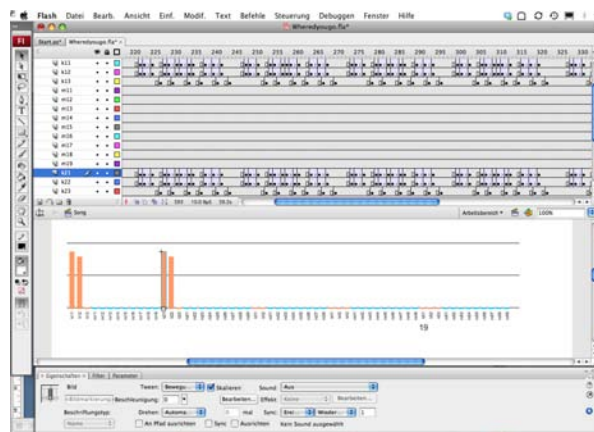 Flash Datei Bearb. Ansicht Einf. Modif. Text Befehle Steuerung Debuggen Fenster Hilfe
Wheredyougo.fla*
Start.as* Wheredyougo.fla*
220 225 230 235 240 245 250 255 260 265 270 275 280 285 290 295 300 305 310 315 320 325 330
k11
k12
k13
m11
m12
m13
m14
m15
m16
m17
m18
m19
k21
k22
k23
Song
Arbeitsbereich 100%
19
Eigenschaften Filter Parameter
Bild Tween: Bewegu... Skalieren Sound: Aus
Beschleunigung: 0 Bearbeiten... Effekt: Keine Bearbeiten...
Beschriftungstyp: Drehen: Automa... 0 mal Sync: Wieder... 1
Name An Pfad ausrichten Sync Ausrichten Kein Sound ausgewählt